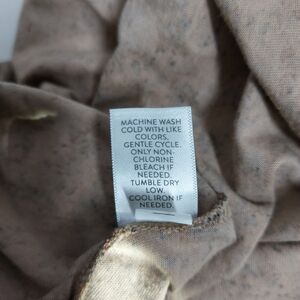 MACHINE WASH
COLD WITH LIKE
COLORS.
GENTLE CYCLE.
ONLY NON-
CHLORINE
BLEACH IF
NEEDED.
TUMBLE DRY
LOW.
COOL IRON IF
NEEDED.